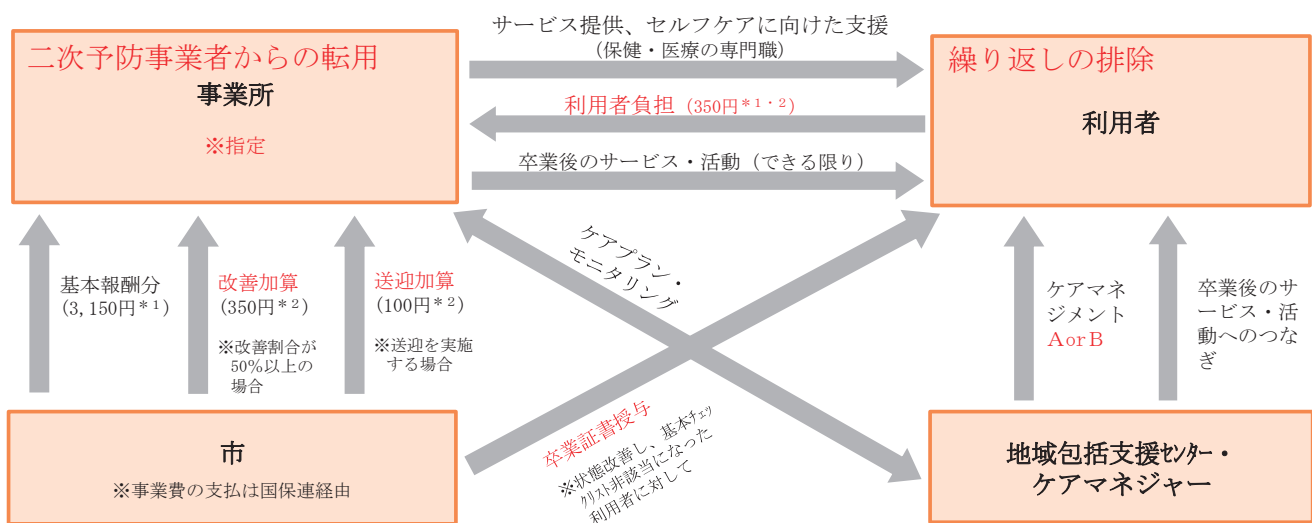 サービス提供、セルフケアに向けた支援
(保健・医療の専門職)
二次予防事業者からの転用
事業所
※指定
利用者負担(350円*1・2)
卒業後のサービス・活動(できる限り)
繰り返しの排除
利用者
基本報酬分
(3,150円*1)
改善加算
(350円*2)
※改善割合が
50%以上の
場合
送迎加算
(100円*2)
※送迎を実施
する場合
ケアプラン・
モニタリング
ケアマネ
ジメント
AorB
卒業後のサ
ービス・活
動へのつな
ぎ
卒業証書授与
※状態改善し、基本チェッ
クリスト非該当になった
利用者に対して
市
※事業費の支払は国保連経由
地域包括支援センター・
ケアマネジャー